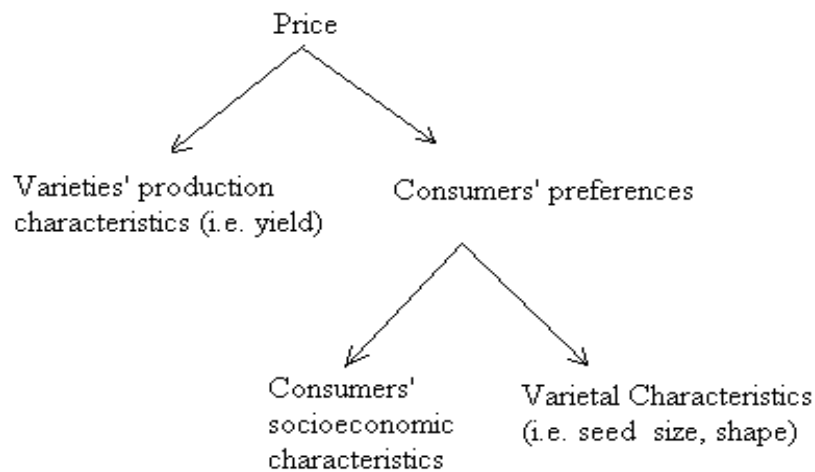 Price
Varieties' production
characteristics (i.e. yield)
Consumers' preferences
Consumers'
socioeconomic
characteristics
Varietal Characteristics
(i.e. seed size, shape)